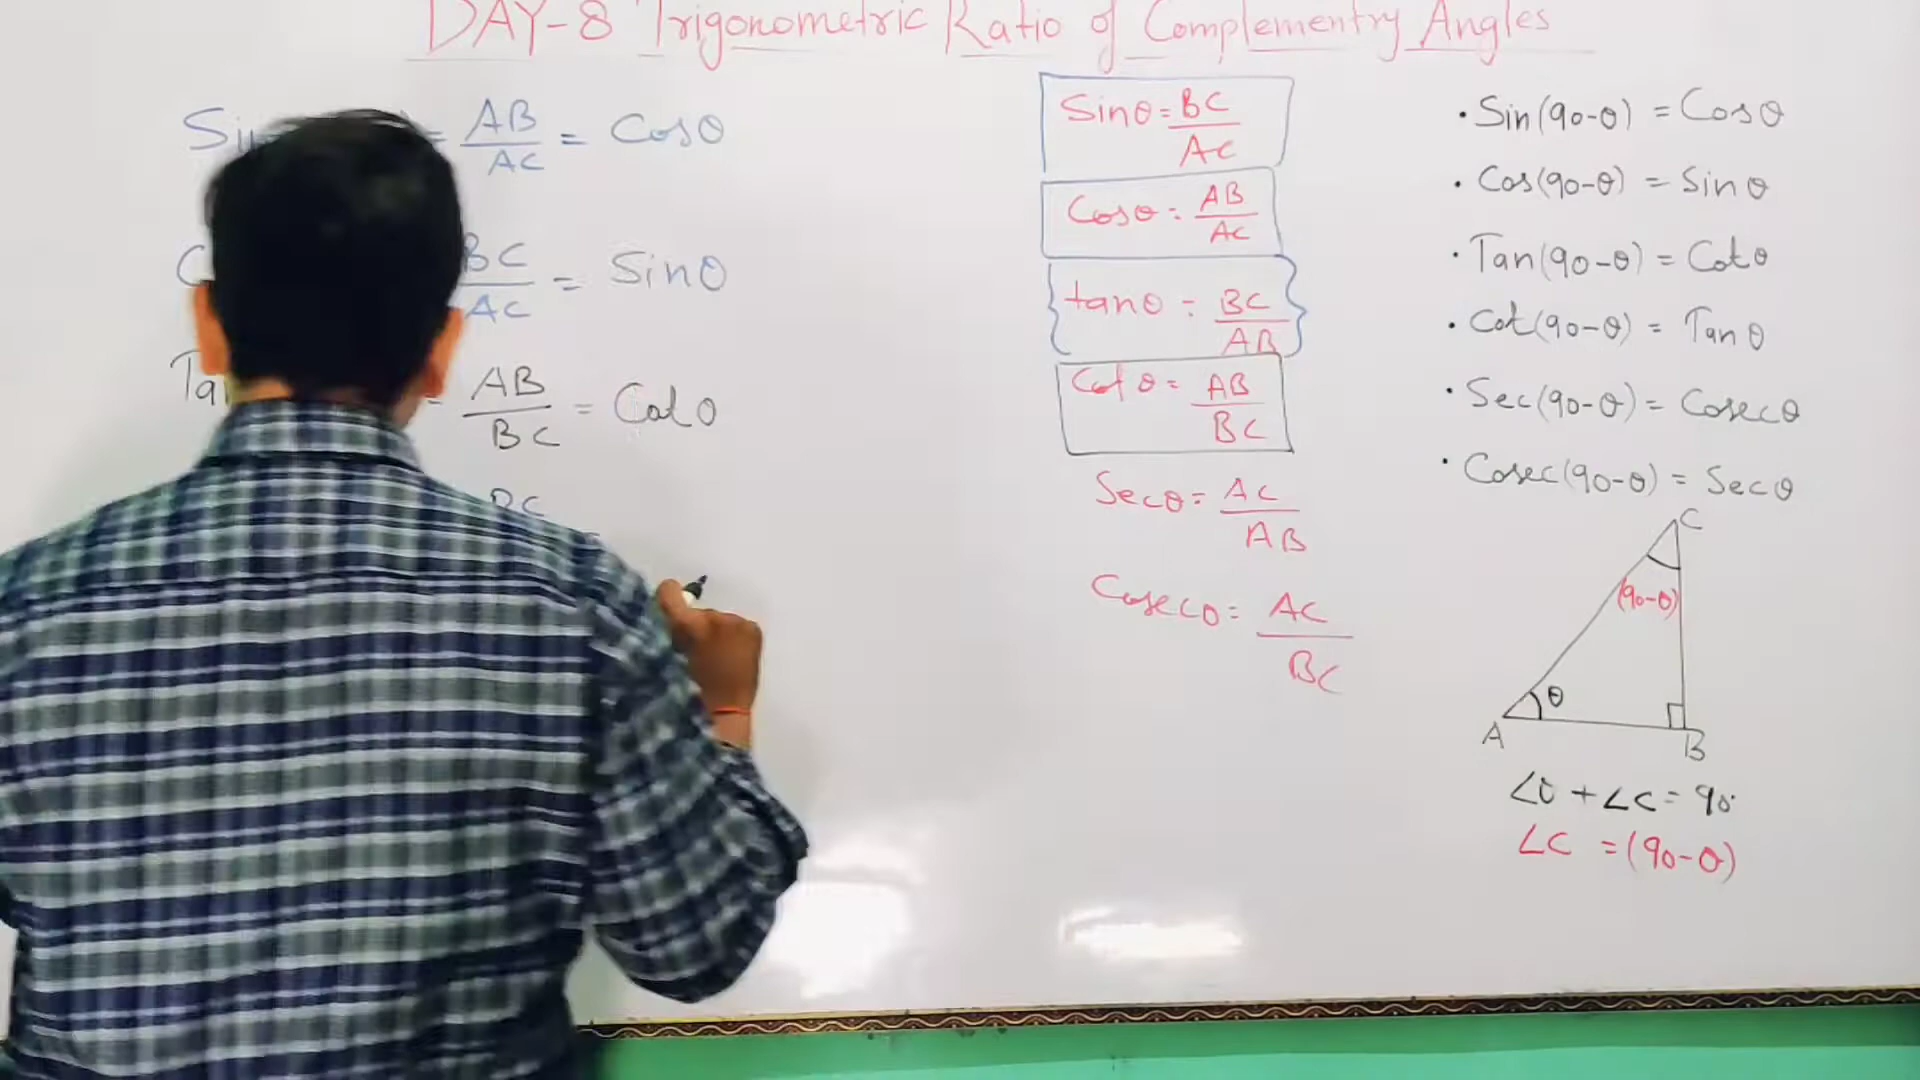 DAY-8 Trigonometric Ratio of Complementry Angles
= AB/AC = Cosθ
BC/AC = Sinθ
= AB/BC = Cotθ
Sinθ = BC/AC
Cosθ = AB/AC
tanθ = BC/AB
Cotθ = AB/BC
Secθ = AC/AB
Cosecθ = AC/BC
• Sin(90-θ) = Cosθ
• Cos(90-θ) = Sinθ
• Tan(90-θ) = Cotθ
• Cot(90-θ) = Tanθ
• Sec(90-θ) = Cosecθ
• Cosec(90-θ) = Secθ
C
(90-θ)
θ
A
B
∠θ + ∠C = 90°
∠C = (90-θ)